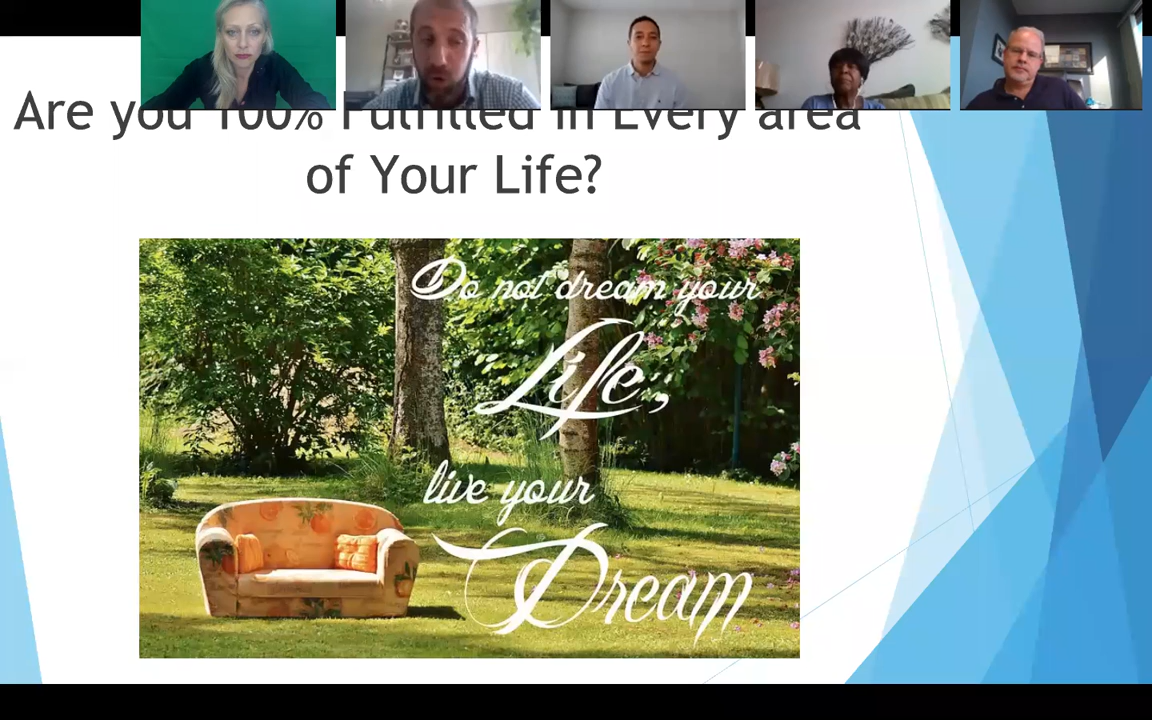 Are you 100% Fulfilled in Every area
of Your Life?
Do not dream your
Life,
live your
Dream